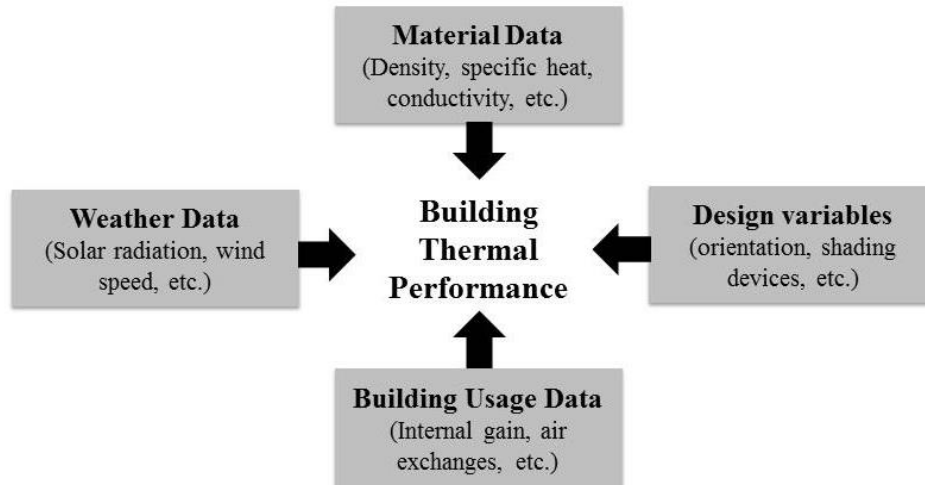 Material Data
(Density, specific heat,
conductivity, etc.)
Weather Data
(Solar radiation, wind
speed, etc.)
Building
Thermal
Performance
Design variables
(orientation, shading
devices, etc.)
Building Usage Data
(Internal gain, air
exchanges, etc.)